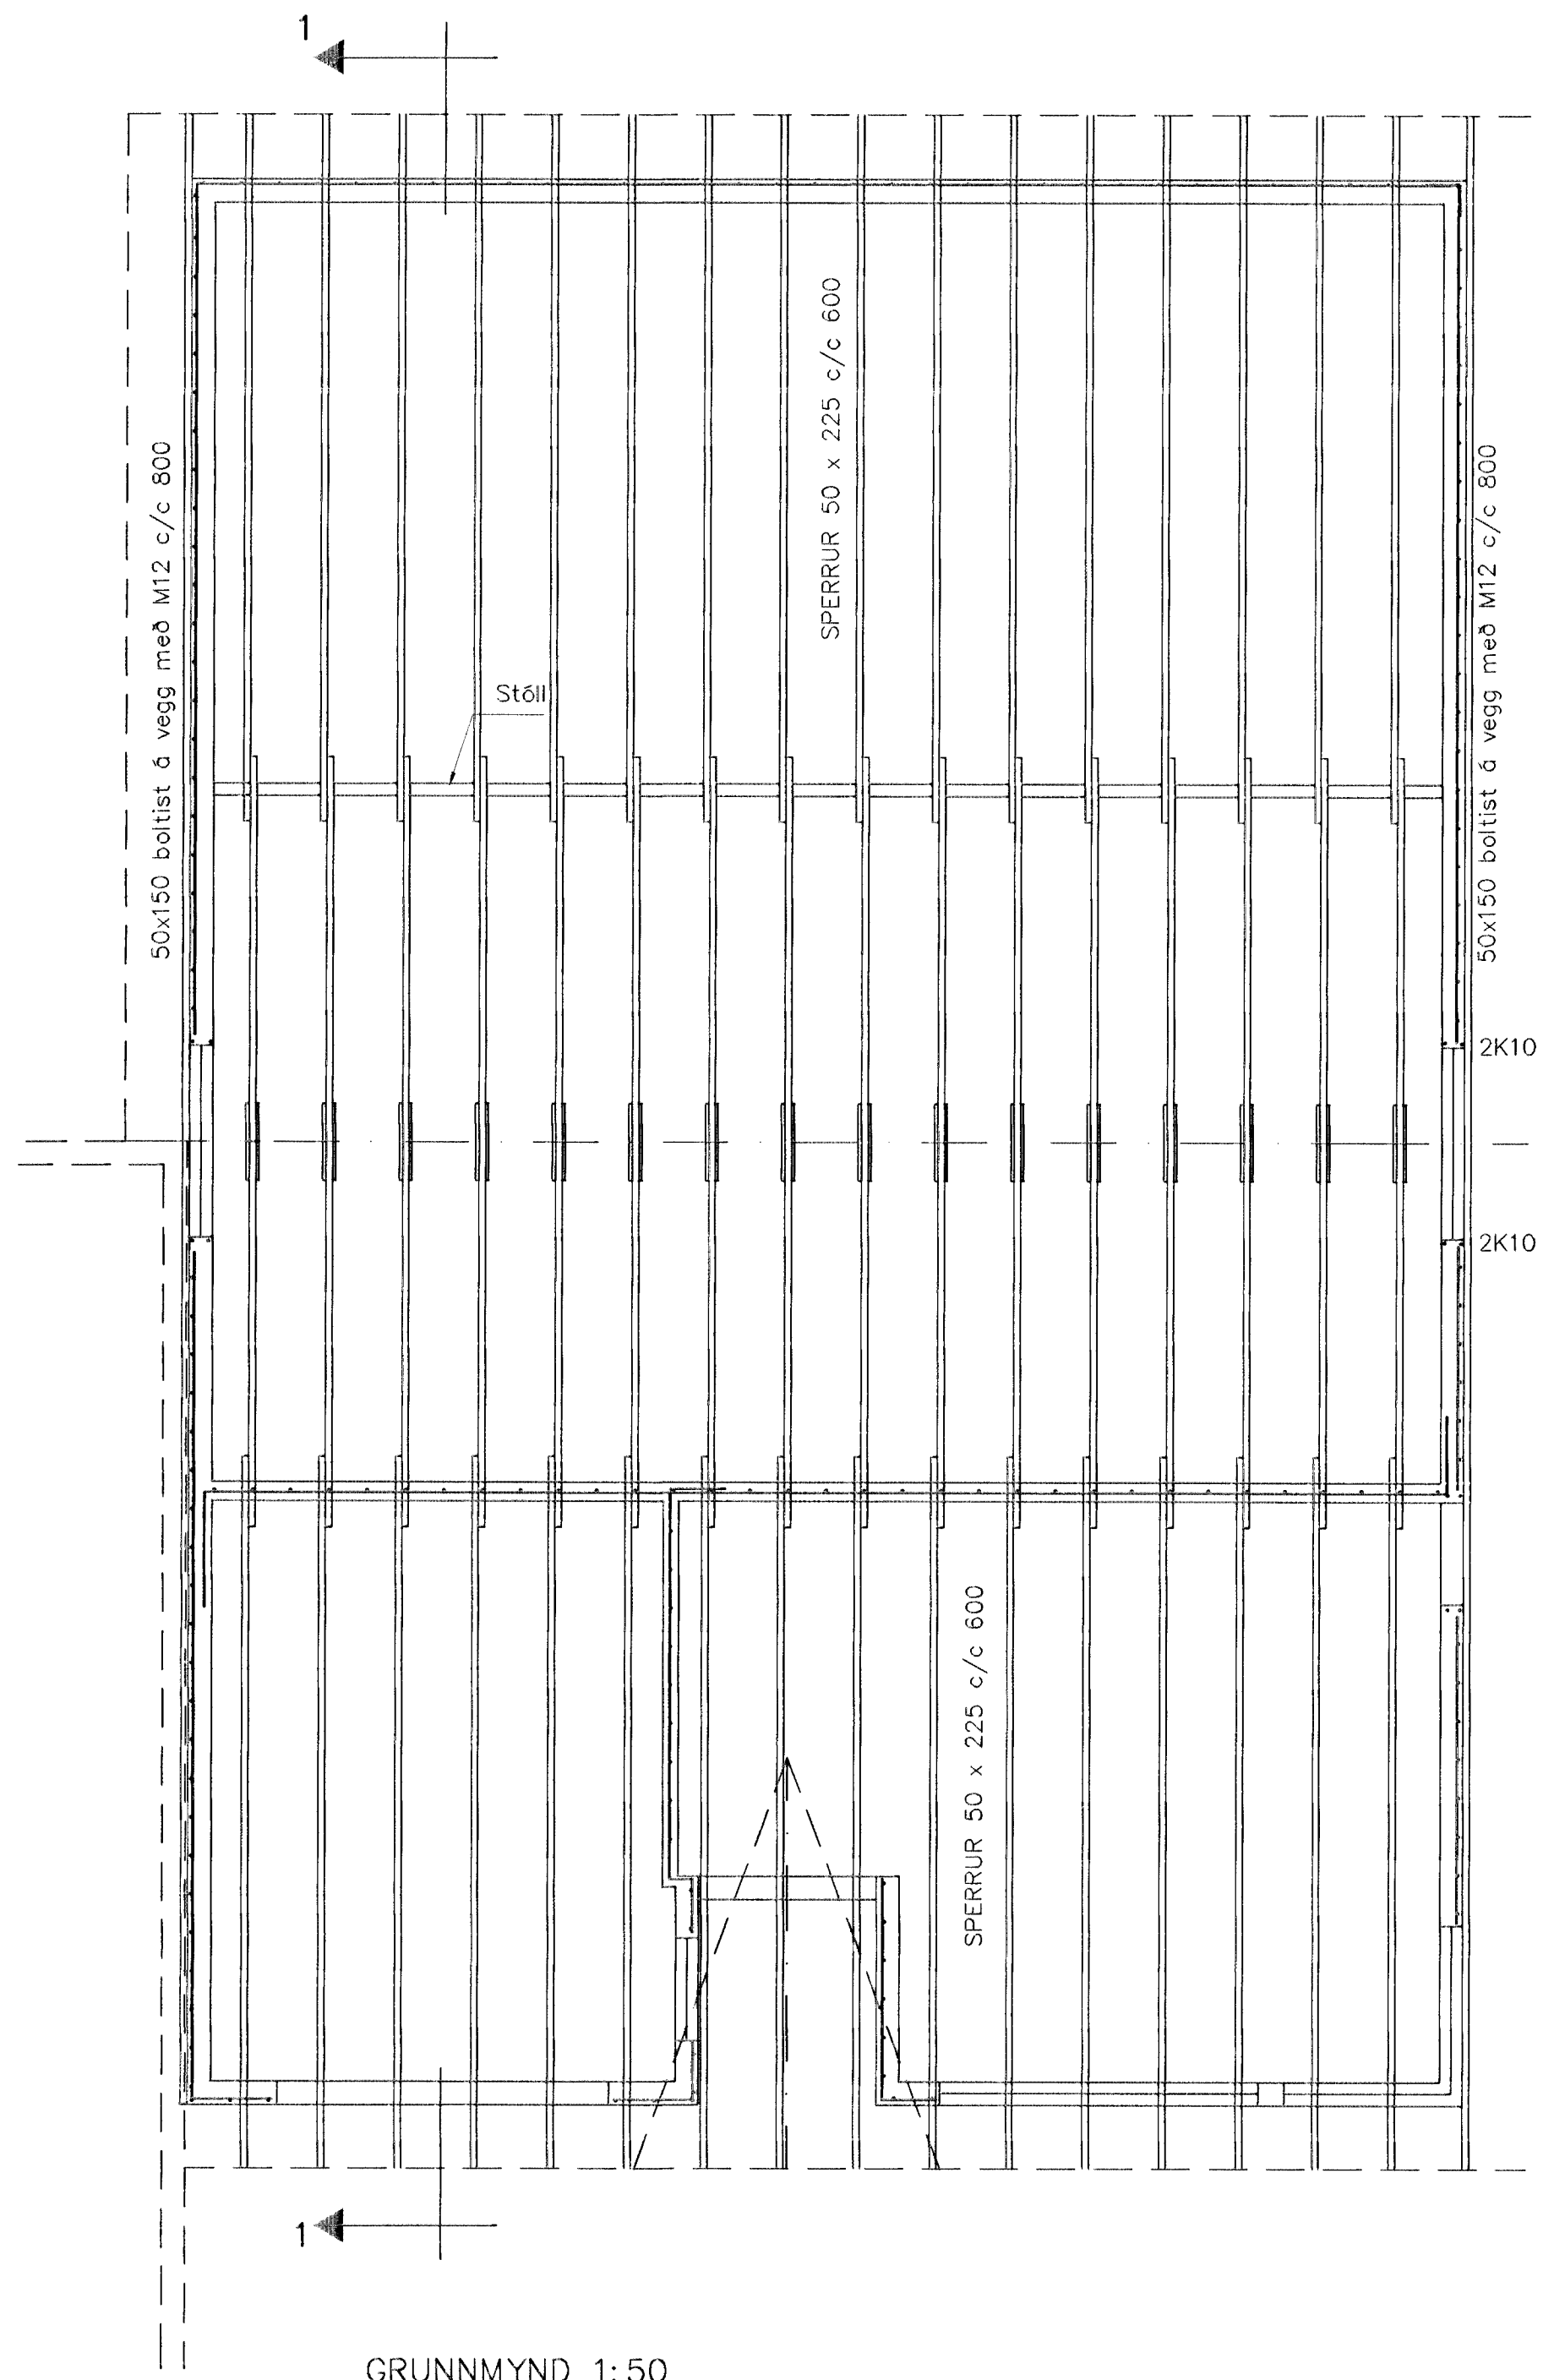 1
SPERRUR 50 x 225 c/c 600
50x150 boltist á vegg með M12 c/c 800
50x150 boltist á vegg með M12 c/c 800
Stóll
2K10
2K10
SPERRUR 50 x 225 c/c 600
1
GRUNNMYND 1:50